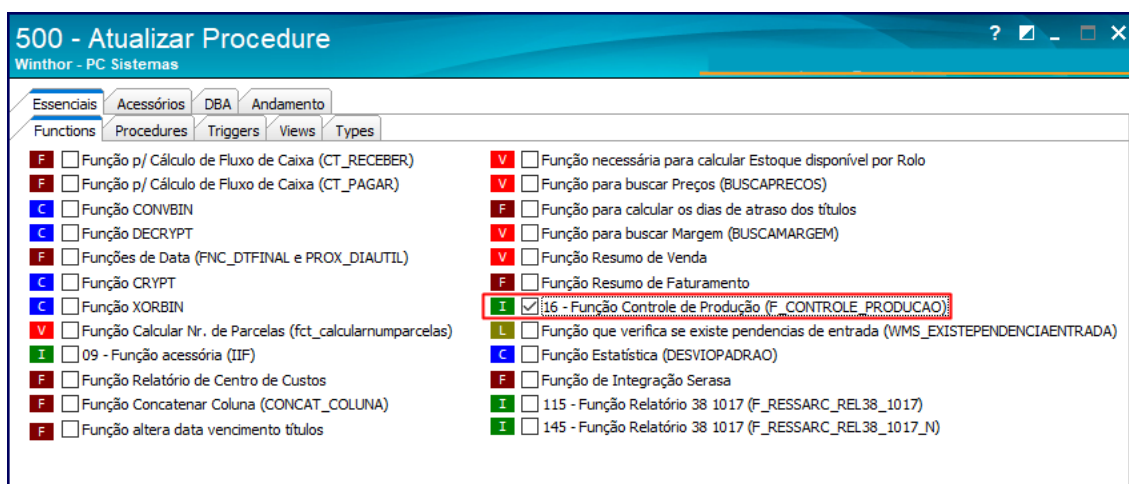 500 - Atualizar Procedure
Winthor - PC Sistemas
?
Essenciais Acessórios DBA Andamento
Functions Procedures Triggers Views Types
F Função p/ Cálculo de Fluxo de Caixa (CT_RECEBER)
F Função p/ Cálculo de Fluxo de Caixa (CT_PAGAR)
C Função CONVBIN
C Função DECRYPT
F Funções de Data (FNC_DTFINAL e PROX_DIAUTIL)
C Função CRYPT
C Função XORBIN
V Função Calcular Nr. de Parcelas (fct_calcularnumparcelas)
I 09 - Função acessória (IIF)
F Função Relatório de Centro de Custos
F Função Concatenar Coluna (CONCAT_COLUNA)
F Função altera data vencimento títulos
V Função necessária para calcular Estoque disponível por Rolo
V Função para buscar Preços (BUSCAPRECOS)
F Função para calcular os dias de atraso dos títulos
V Função para buscar Margem (BUSCAMARGEM)
V Função Resumo de Venda
F Função Resumo de Faturamento
I 16 - Função Controle de Produção (F_CONTROLE_PRODUCAO)
L Função que verifica se existe pendencias de entrada (WMS_EXISTEPENDENCIAENTRADA)
C Função Estatística (DESVIOPADRAO)
F Função de Integração Serasa
I 115 - Função Relatório 38 1017 (F_RESSARC_REL38_1017)
I 145 - Função Relatório 38 1017 (F_RESSARC_REL38_1017_N)